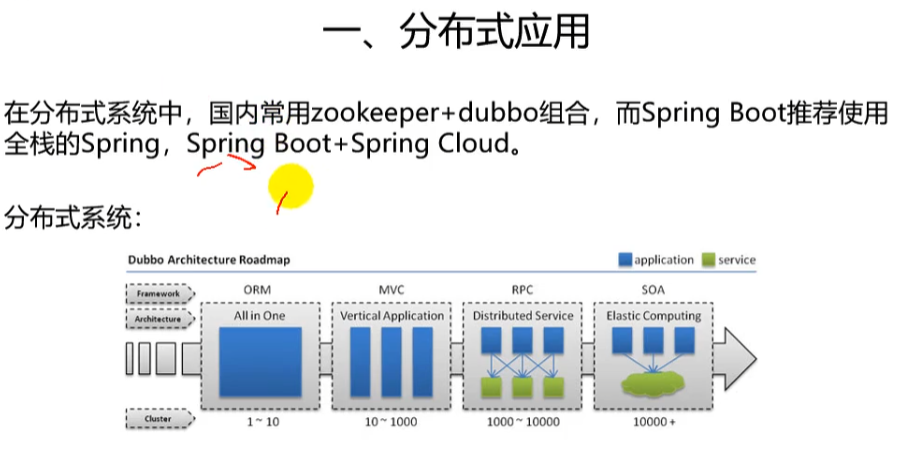 一、分布式应用
在分布式系统中，国内常用zookeeper+dubbo组合，而Spring Boot推荐使用
全栈的Spring，Spring Boot+Spring Cloud。
分布式系统：
Dubbo Architecture Roadmap
application
service
Framework
ORM
MVC
RPC
SOA
Architecture
All in One
Vertical Application
Distributed Service
Elastic Computing
Cluster
1 ~ 10
10 ~ 1000
1000 ~ 10000
10000 +